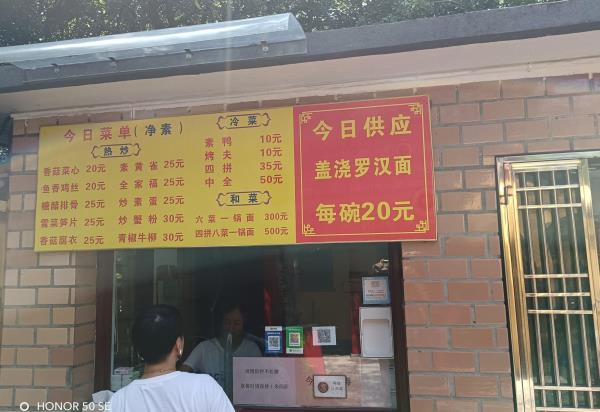 今日菜单(净素)
热炒
香菇菜心 20元 素黄雀 25元
鱼香鸡丝 20元 全家福 25元
糖醋排骨 25元 炒素蛋 25元
雪菜笋片 25元 炒蟹粉 30元
香菇腐衣 25元 青椒牛柳 30元
冷菜
素鸭 10元
烤夫 10元
四拼 35元
中全 50元
和菜
六菜一锅面 300元
四拼八菜一锅面 500元
今日供应
盖浇罗汉面
每碗20元
HONOR 50 SE